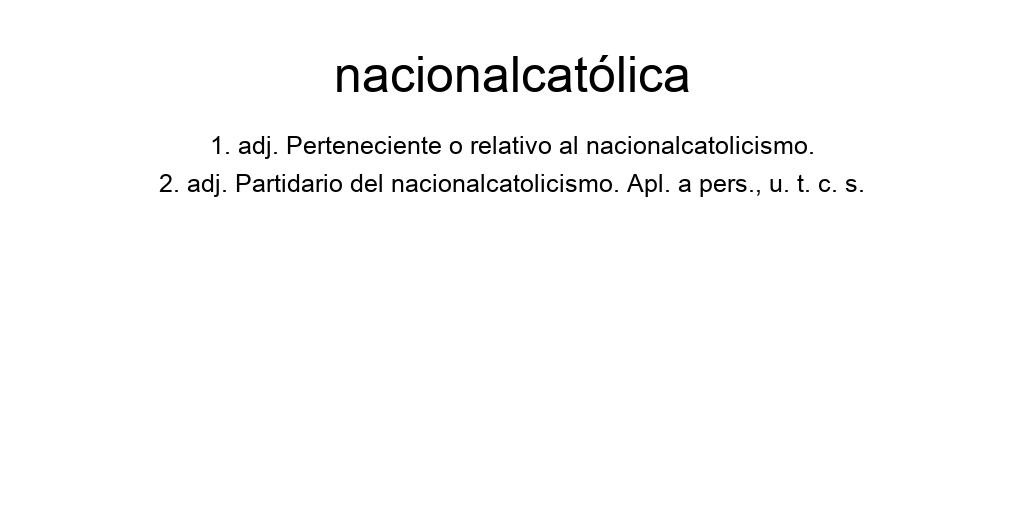 nacionalcatólica
1. adj. Perteneciente o relativo al nacionalcatolicismo.
2. adj. Partidario del nacionalcatolicismo. Apl. a pers., u. t. c. s.